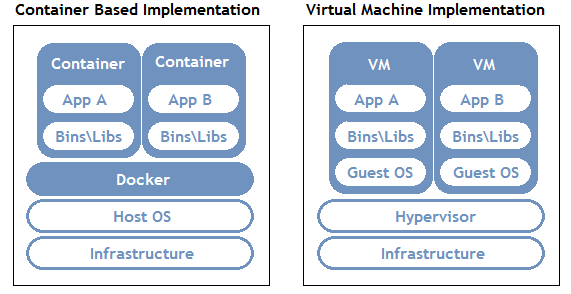 Container Based Implementation
Container Container
App A App B
Bins\Libs Bins\Libs
Docker
Host OS
Infrastructure
Virtual Machine Implementation
VM VM
App A App B
Bins\Libs Bins\Libs
Guest OS Guest OS
Hypervisor
Infrastructure